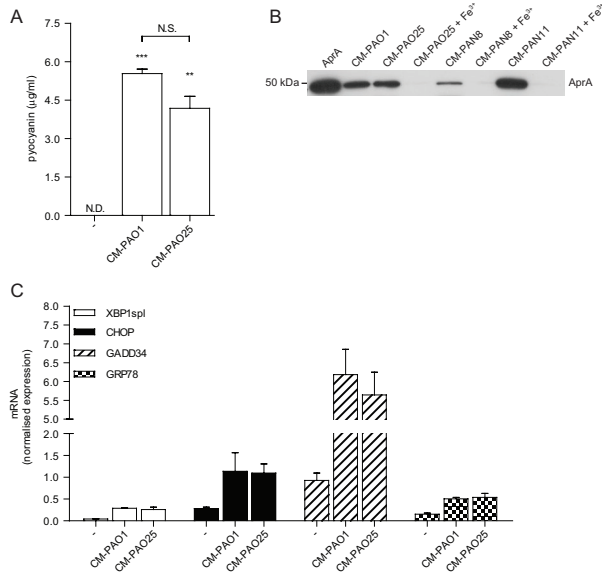 A
N.S.
***
**
N.D.
pyocyanin (µg/ml)
7.5
6.0
4.5
3.0
1.5
0.0
-
CM-PAO1
CM-PAO25
B
AprA
CM-PAO1
CM-PAO25
CM-PAO25 + Fe³⁺
CM-PAN8
CM-PAN8 + Fe³⁺
CM-PAN11
CM-PAN11 + Fe³⁺
50 kDa
AprA
C
XBP1spl
CHOP
GADD34
GRP78
mRNA
(normalised expression)
8.0
7.5
7.0
6.5
6.0
5.5
5.0
2.0
1.5
1.0
0.5
0.0
-
CM-PAO1
CM-PAO25
-
CM-PAO1
CM-PAO25
-
CM-PAO1
CM-PAO25
-
CM-PAO1
CM-PAO25